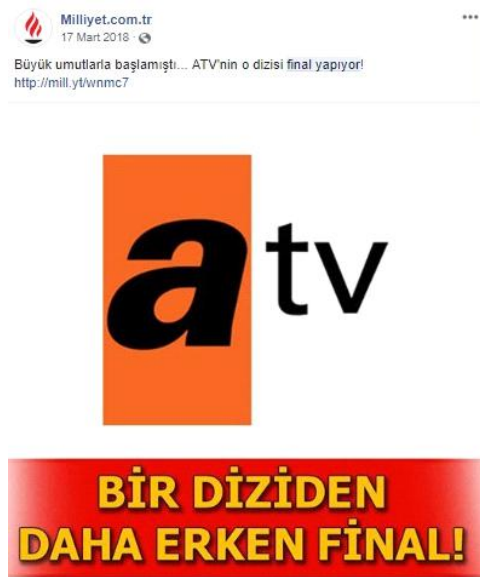 Milliyet.com.tr
17 Mart 2018
Büyük umutlarla başlamıştı... ATV'nin o dizisi final yapıyor!
http://mill.yt/wnmc7
atv
BİR DİZİDEN
DAHA ERKEN FİNAL!